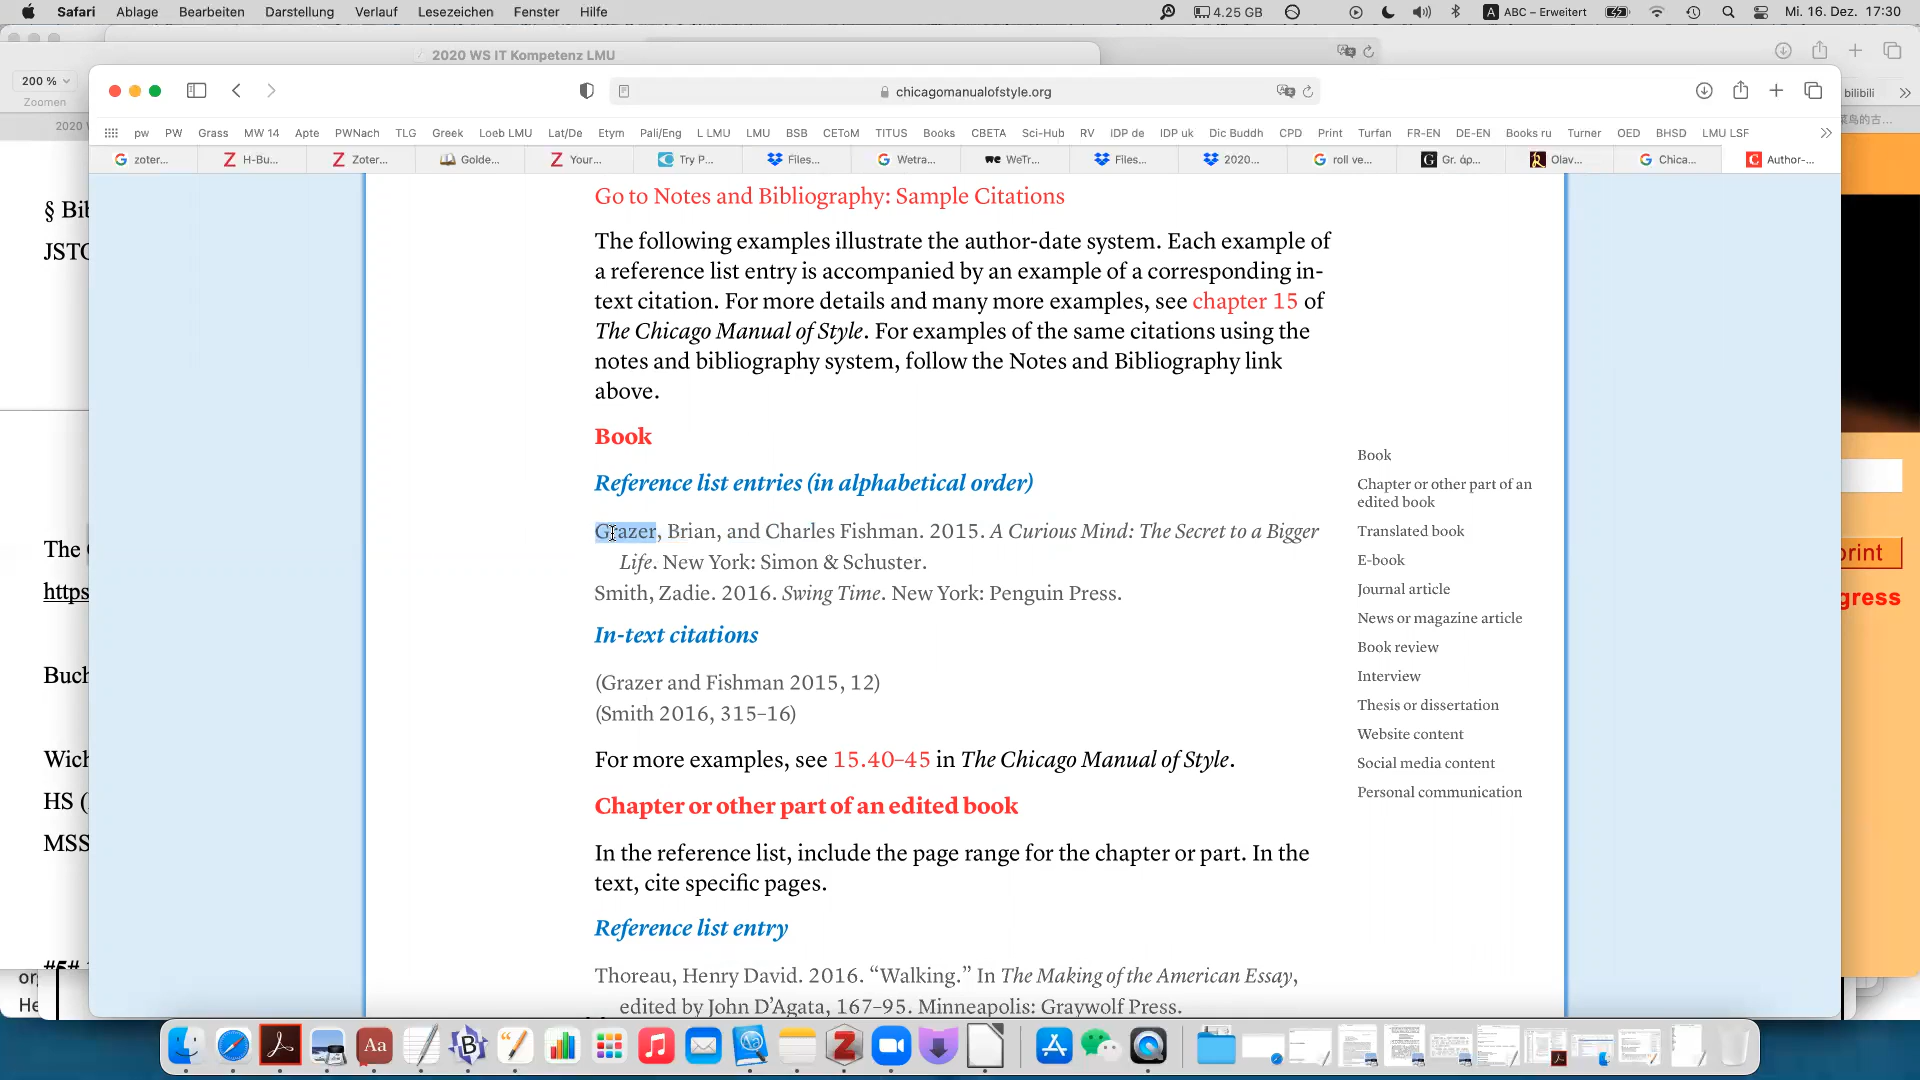 Safari Ablage Bearbeiten Darstellung Verlauf Lesezeichen Fenster Hilfe 4.25 GB ABC – Erweitert Mi. 16. Dez. 17:30
2020 WS IT Kompetenz LMU
200 %
Zoomen
chicagomanualofstyle.org
bilibili
pw PW Grass MW 14 Apte PWNach TLG Greek Loeb LMU Lat/De Etym Pali/Eng L LMU LMU BSB CEToM TITUS Books CBETA Sci-Hub RV IDP de IDP uk Dic Buddh CPD Print Turfan FR-EN DE-EN Books ru Turner OED BHSD LMU LSF
zoter... H-Bu... Zoter... Golde... Your... Try P... Files... Wetra... WeTr... Files... 2020... roll ve... Gr. áp... Olav... Chica... Author-...
Go to Notes and Bibliography: Sample Citations
The following examples illustrate the author-date system. Each example of
a reference list entry is accompanied by an example of a corresponding in-
text citation. For more details and many more examples, see chapter 15 of
The Chicago Manual of Style. For examples of the same citations using the
notes and bibliography system, follow the Notes and Bibliography link
above.
Book
Reference list entries (in alphabetical order)
Grazer, Brian, and Charles Fishman. 2015. A Curious Mind: The Secret to a Bigger
Life. New York: Simon & Schuster.
Smith, Zadie. 2016. Swing Time. New York: Penguin Press.
In-text citations
(Grazer and Fishman 2015, 12)
(Smith 2016, 315–16)
For more examples, see 15.40–45 in The Chicago Manual of Style.
Chapter or other part of an edited book
In the reference list, include the page range for the chapter or part. In the
text, cite specific pages.
Reference list entry
Thoreau, Henry David. 2016. “Walking.” In The Making of the American Essay,
edited by John D’Agata, 167–95. Minneapolis: Graywolf Press.
Book
Chapter or other part of an
edited book
Translated book
E-book
Journal article
News or magazine article
Book review
Interview
Thesis or dissertation
Website content
Social media content
Personal communication
§ Bib
JSTO
The
https
Buch
Wich
HS (
MSS
org
He
print
gress